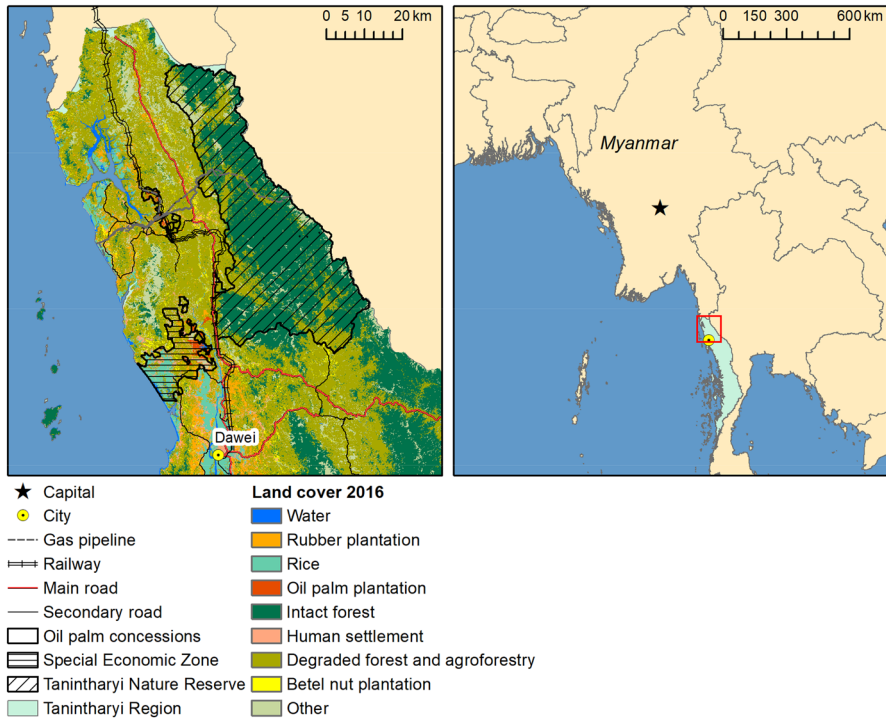 0 5 10 20 km
0 150 300 600 km
Myanmar
Dawei
Capital
City
Gas pipeline
Railway
Main road
Secondary road
Oil palm concessions
Special Economic Zone
Tanintharyi Nature Reserve
Tanintharyi Region
Land cover 2016
Water
Rubber plantation
Rice
Oil palm plantation
Intact forest
Human settlement
Degraded forest and agroforestry
Betel nut plantation
Other